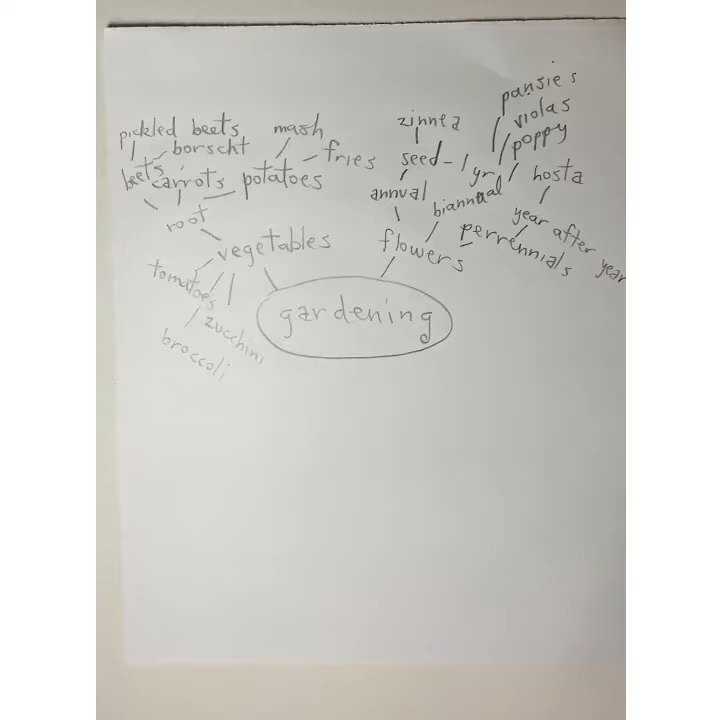 pansies
violas
poppy
zinnea
seed - 1 yr
hosta
annual
biannual
year after year
perrennials
flowers
pickled beets
borscht
mash
fries
beets
carrots
potatoes
root
vegetables
tomatoes
zucchini
broccoli
gardening